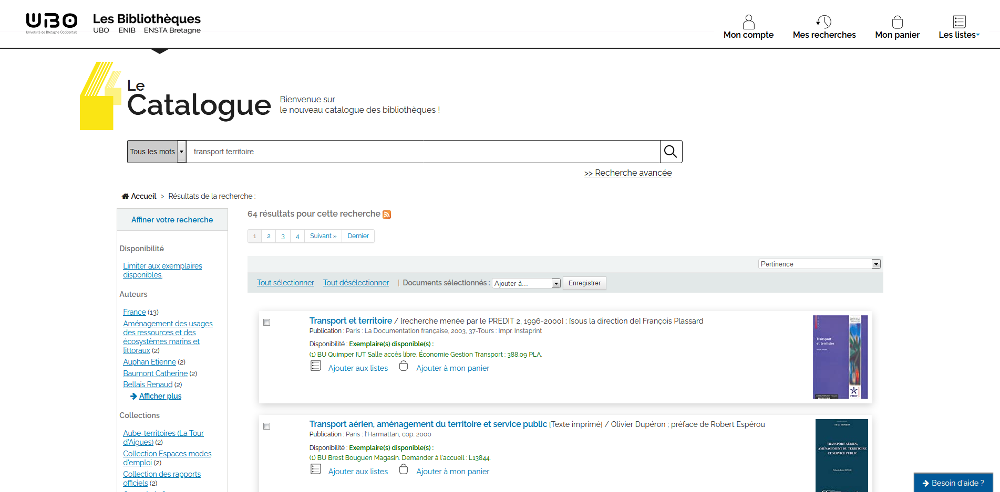 UBO
Université de Bretagne Occidentale
Les Bibliothèques
UBO ENIB ENSTA Bretagne
Mon compte
Mes recherches
Mon panier
Les listes
Le
Catalogue
Bienvenue sur
le nouveau catalogue des bibliothèques !
Tous les mots
transport territoire
>> Recherche avancée
Accueil > Résultats de la recherche :
Affiner votre recherche
Disponibilité
Limiter aux exemplaires
disponibles.
Auteurs
France (13)
Aménagement des usages
des ressources et des
écosystèmes marins et
littoraux (2)
Auphan Etienne (2)
Baumont Catherine (2)
Bellais Renaud (2)
Afficher plus
Collections
Aube-territoires (La Tour
d'Aigues) (2)
Collection Espaces modes
d'emploi (2)
Collection des rapports
officiels (2)
64 résultats pour cette recherche
1 2 3 4 Suivant » Dernier
Pertinence
Tout sélectionner Tout désélectionner | Documents sélectionnés : Ajouter à... Enregistrer
Transport et territoire / [recherche menée par le PREDIT 2, 1996-2000] ; [sous la direction de] François Plassard
Publication : Paris : La Documentation française, 2003, 37-Tours : Impr. Instaprint
Disponibilité : Exemplaire(s) disponible(s) :
(1) BU Quimper IUT Salle accès libre. Économie Gestion Transport : 388.09 PLA.
Ajouter aux listes Ajouter à mon panier
Transport
et territoire
PREDIT
Transport aérien, aménagement du territoire et service public [Texte imprimé] / Olivier Dupéron ; préface de Robert Espérou
Publication : Paris : l'Harmattan, cop. 2000
Disponibilité : Exemplaire(s) disponible(s) :
(1) BU Brest Bouguen Magasin. Demander à l'accueil : L13844.
Ajouter aux listes Ajouter à mon panier
Olivier DUPÉRON
TRANSPORT AÉRIEN,
AMÉNAGEMENT DU TERRITOIRE
ET SERVICE PUBLIC
Préface de Robert ESPÉROU
Besoin d'aide ?